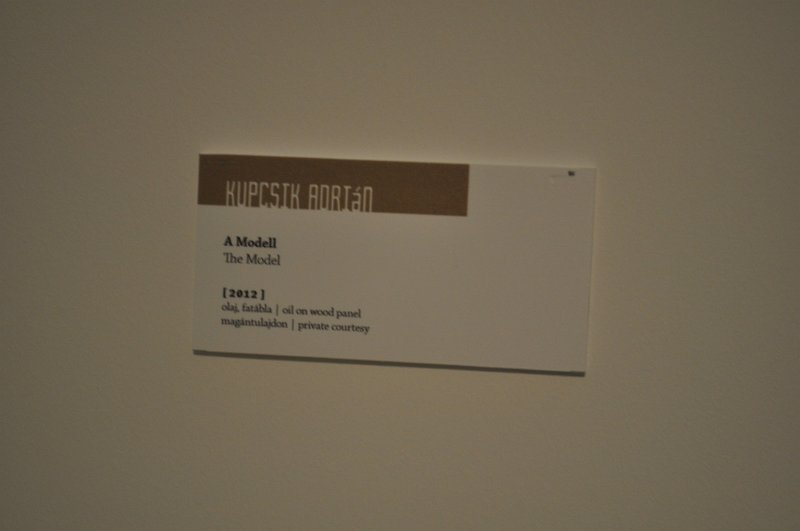 KUPCSIK ADRIáN
A Modell
The Model
[2012]
olaj, fatábla | oil on wood panel
magántulajdon | private courtesy